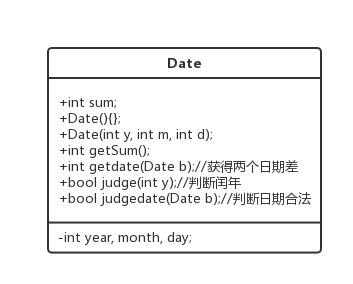 Date
+int sum;
+Date(){};
+Date(int y, int m, int d);
+int getSum();
+int getdate(Date b);//获得两个日期差
+bool judge(int y);//判断闰年
+bool judgedate(Date b);//判断日期合法
-int year, month, day;